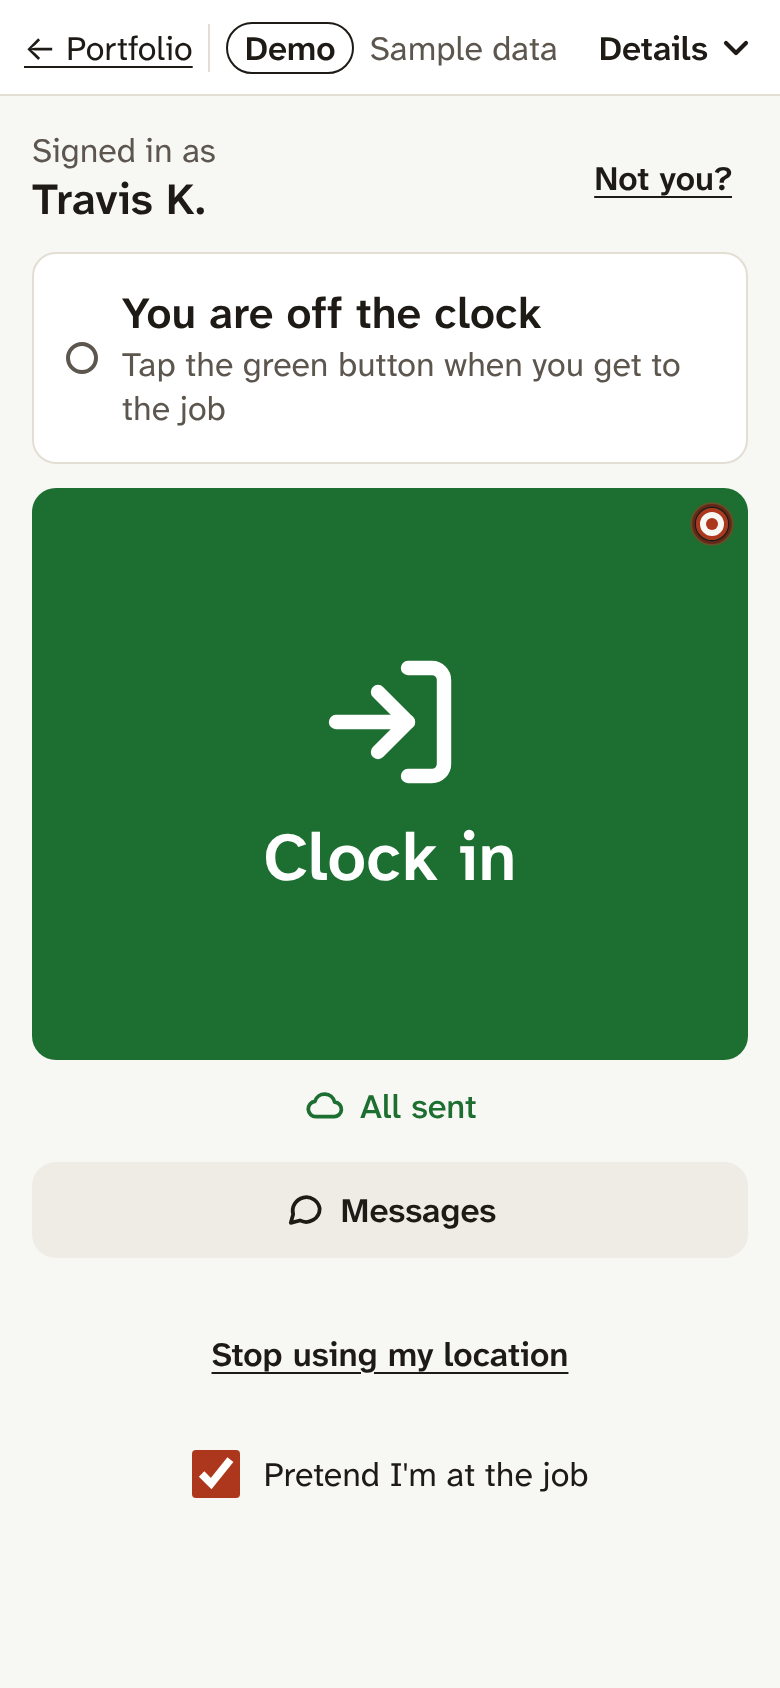 ← Portfolio
Demo
Sample data
Details
Signed in as
Travis K.
Not you?
You are off the clock
Tap the green button when you get to
the job
Clock in
All sent
Messages
Stop using my location
Pretend I'm at the job